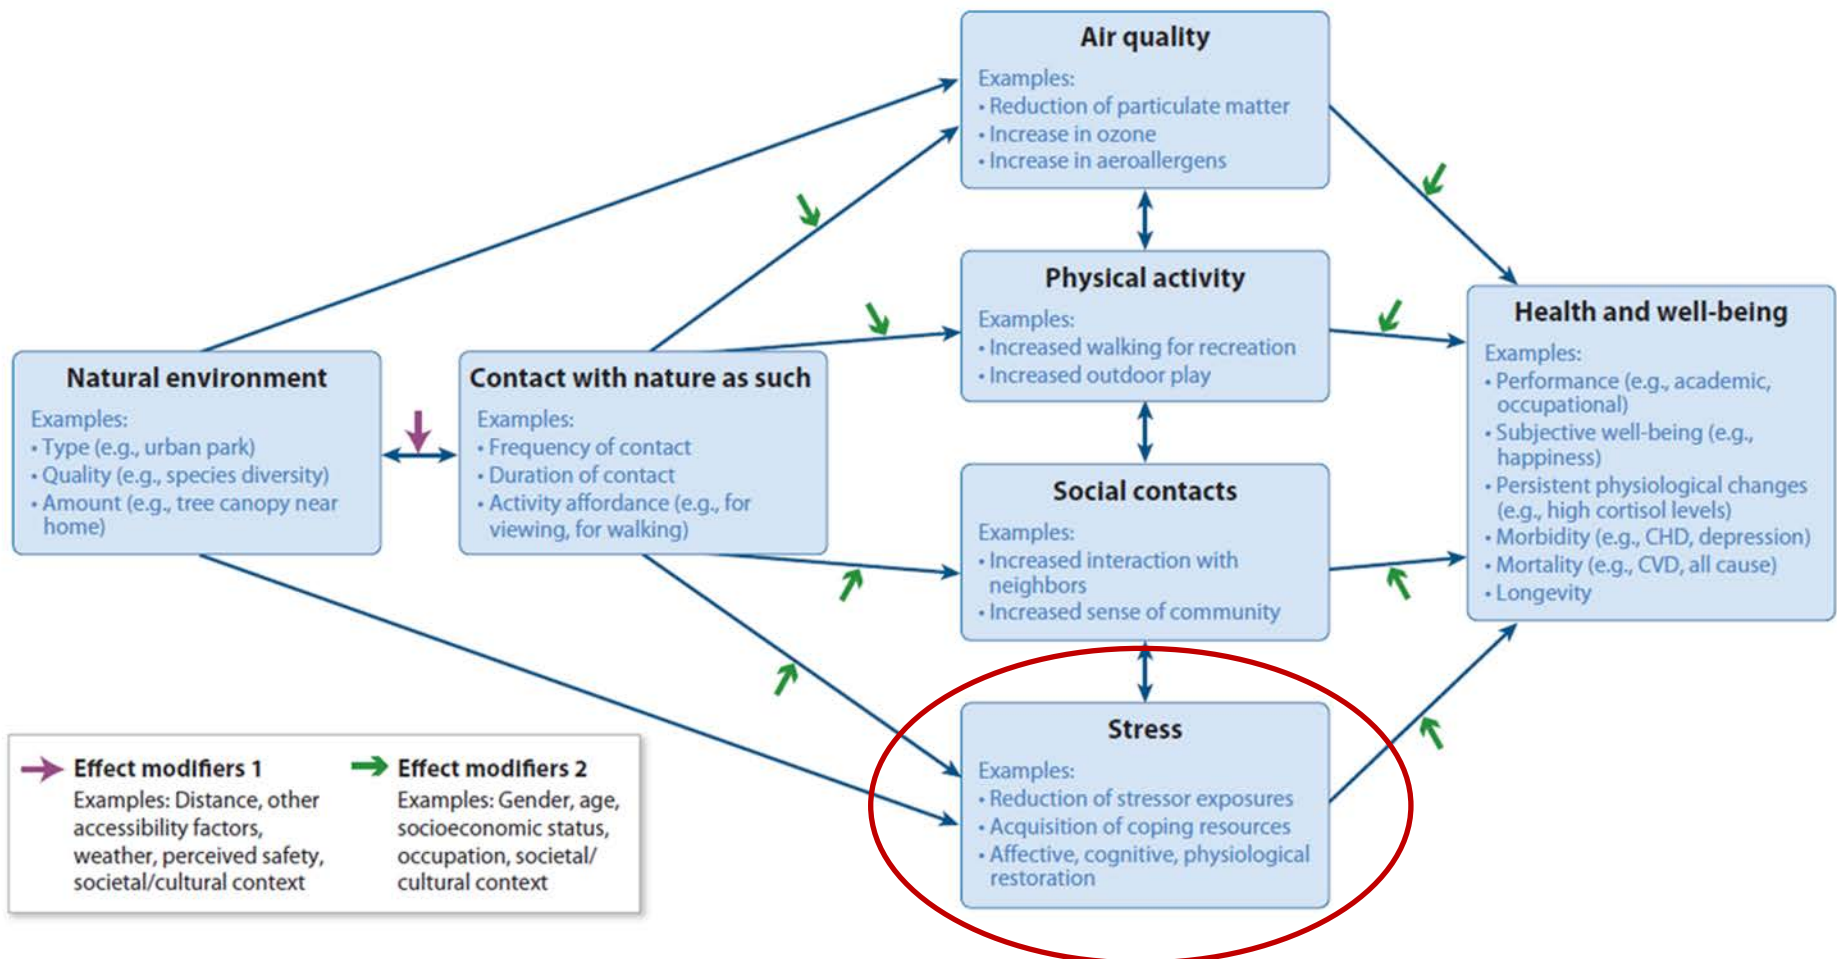 Air quality
Examples:
• Reduction of particulate matter
• Increase in ozone
• Increase in aeroallergens
Physical activity
Examples:
• Increased walking for recreation
• Increased outdoor play
Natural environment
Examples:
• Type (e.g., urban park)
• Quality (e.g., species diversity)
• Amount (e.g., tree canopy near
home)
Contact with nature as such
Examples:
• Frequency of contact
• Duration of contact
• Activity affordance (e.g., for
viewing, for walking)
Social contacts
Examples:
• Increased interaction with
neighbors
• Increased sense of community
Stress
Examples:
• Reduction of stressor exposures
• Acquisition of coping resources
• Affective, cognitive, physiological
restoration
Health and well-being
Examples:
• Performance (e.g., academic,
occupational)
• Subjective well-being (e.g.,
happiness)
• Persistent physiological changes
(e.g., high cortisol levels)
• Morbidity (e.g., CHD, depression)
• Mortality (e.g., CVD, all cause)
• Longevity
Effect modifiers 1
Examples: Distance, other
accessibility factors,
weather, perceived safety,
societal/cultural context
Effect modifiers 2
Examples: Gender, age,
socioeconomic status,
occupation, societal/
cultural context